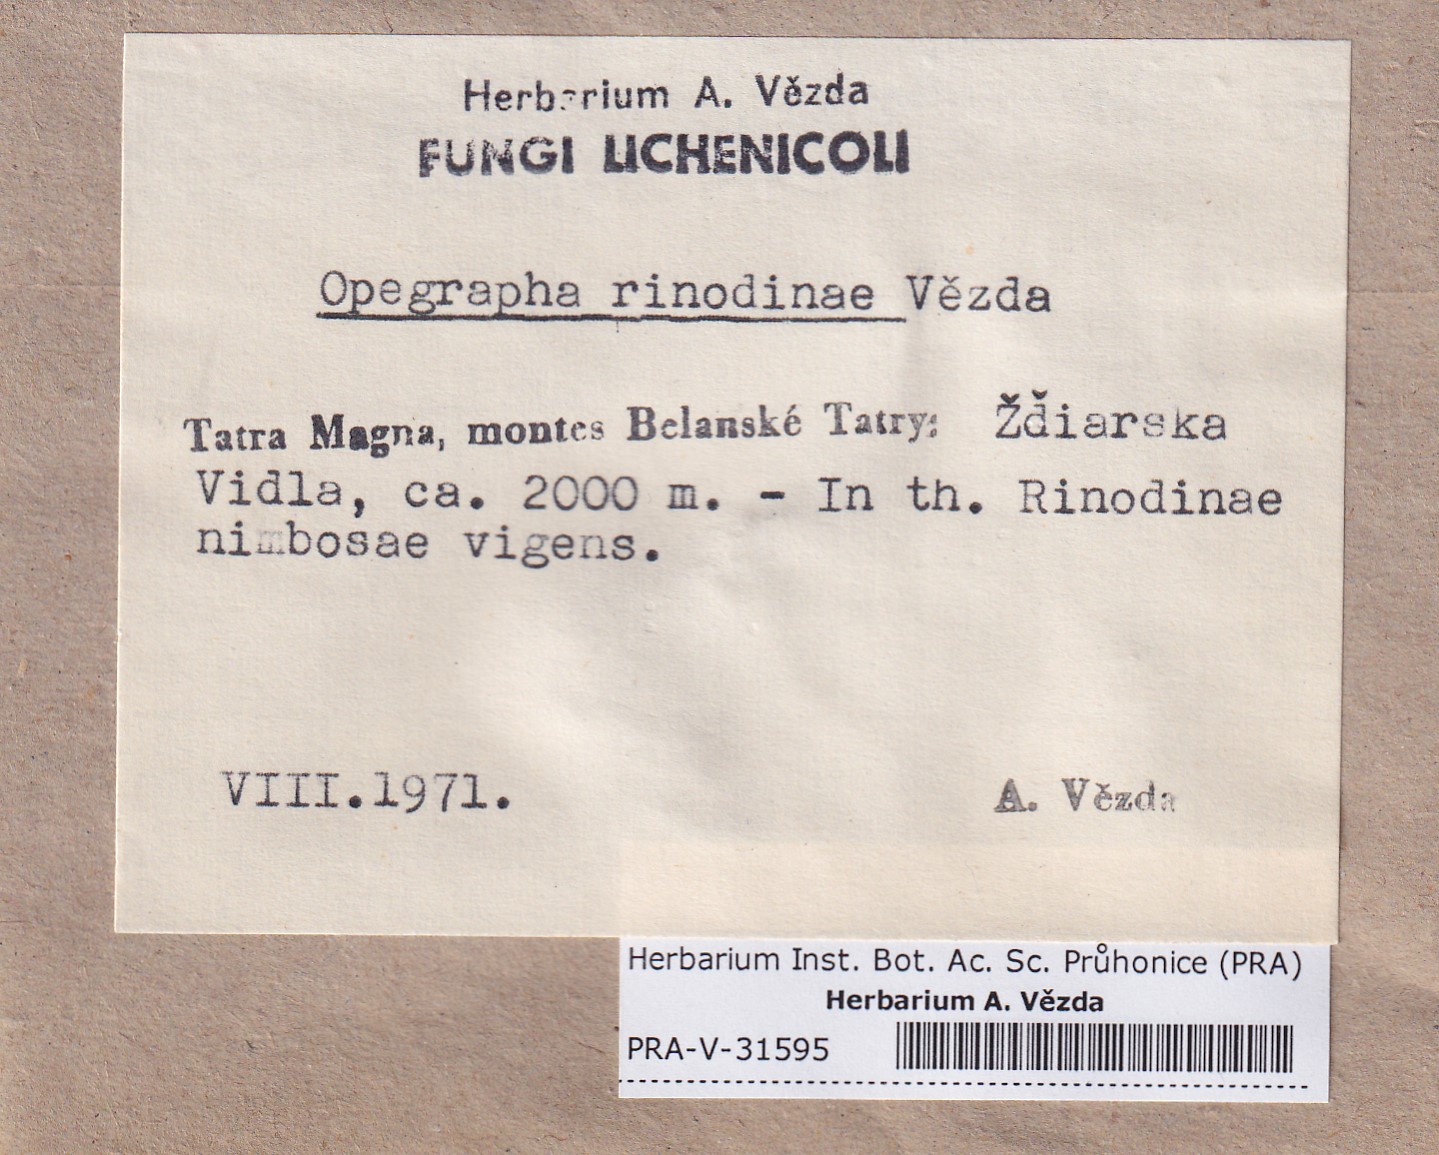 Herbarium A. Vězda
FUNGI LICHENICOLI
Opegrapha rinodinae Vězda
Tatra Magna, montes Belanské Tatry: Ždiarska
Vidla, ca. 2000 m. - In th. Rinodinae
nimbosae vigens.
VIII.1971.
A. Vězda
Herbarium Inst. Bot. Ac. Sc. Průhonice (PRA)
Herbarium A. Vězda
PRA-V-31595